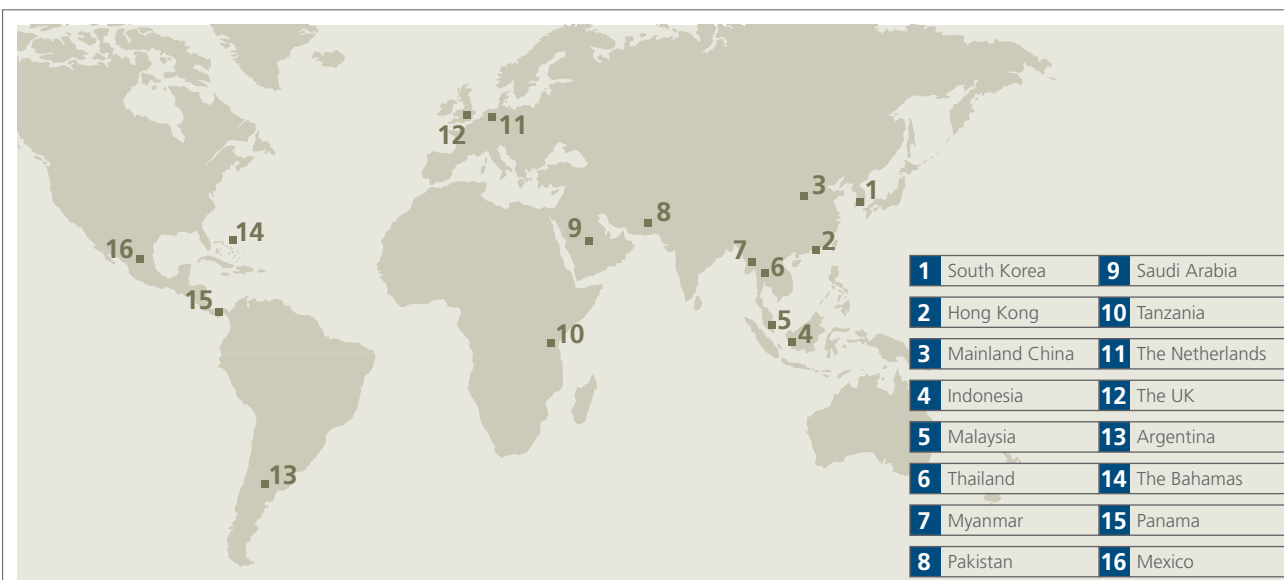 12
11
3
1
8
14
9
2
16
7
6
15
5
4
10
13
1 South Korea
2 Hong Kong
3 Mainland China
4 Indonesia
5 Malaysia
6 Thailand
7 Myanmar
8 Pakistan
9 Saudi Arabia
10 Tanzania
11 The Netherlands
12 The UK
13 Argentina
14 The Bahamas
15 Panama
16 Mexico